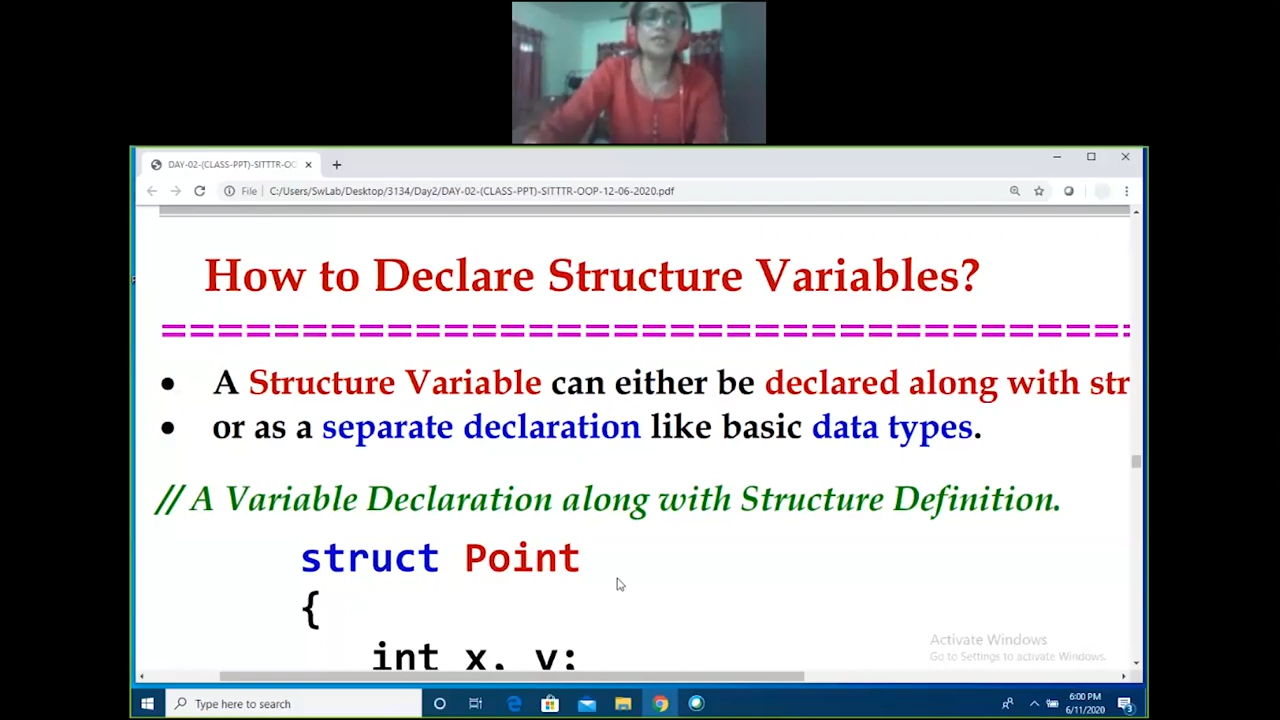 DAY-02-(CLASS-PPT)-SITTTR-OO
File C:/Users/SwLab/Desktop/3134/Day2/DAY-02-(CLASS-PPT)-SITTTR-OOP-12-06-2020.pdf
How to Declare Structure Variables?
==================================
• A Structure Variable can either be declared along with str
• or as a separate declaration like basic data types.
// A Variable Declaration along with Structure Definition.
struct Point
{
int x, y;
Activate Windows
Go to Settings to activate Windows.
Type here to search
6:00 PM
6/11/2020
3